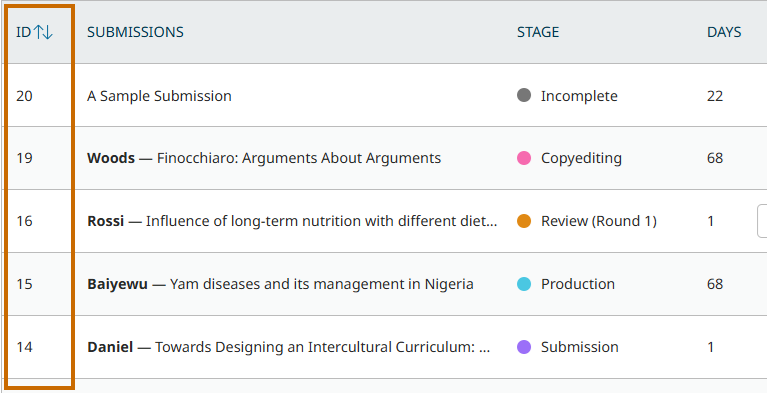 ID SUBMISSIONS STAGE DAYS
20 A Sample Submission Incomplete 22
19 Woods — Finocchiaro: Arguments About Arguments Copyediting 68
16 Rossi — Influence of long-term nutrition with different diet... Review (Round 1) 1
15 Baiyewu — Yam diseases and its management in Nigeria Production 68
14 Daniel — Towards Designing an Intercultural Curriculum: ... Submission 1